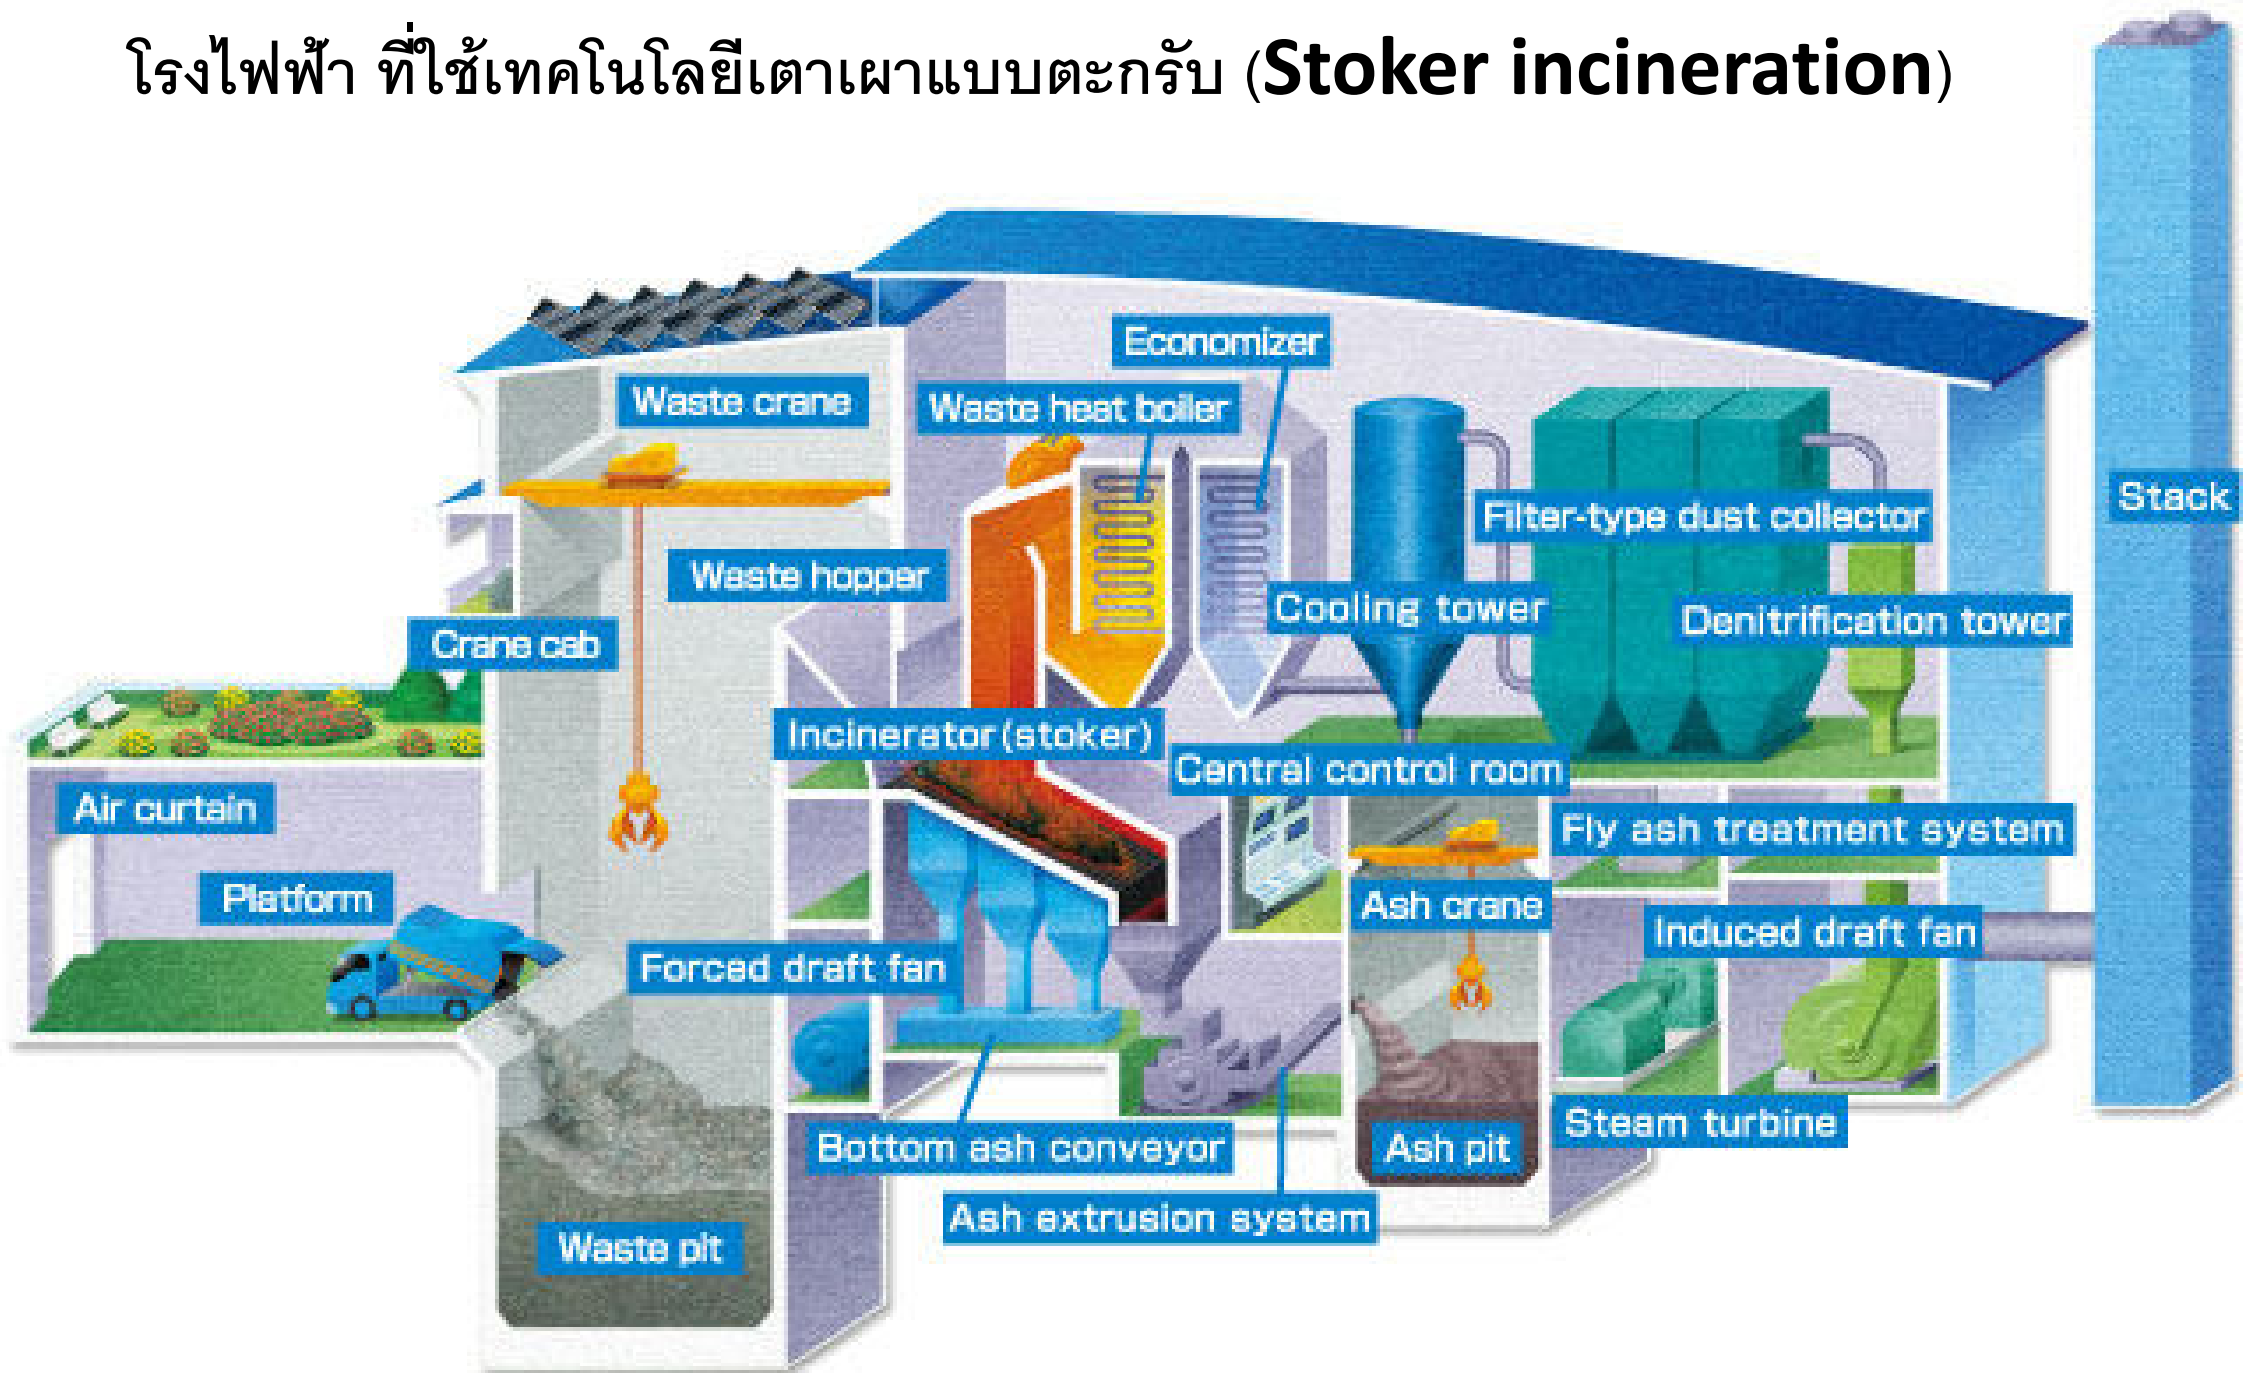 โรงไฟฟ้า ที่ใช้เทคโนโลยีเตาเผาแบบตะกรับ (Stoker incineration)
Economizer
Waste crane
Waste heat boiler
Stack
Filter-type dust collector
Waste hopper
Cooling tower
Denitrification tower
Crane cab
Incinerator (stoker)
Central control room
Air curtain
Fly ash treatment system
Platform
Ash crane
Induced draft fan
Forced draft fan
Steam turbine
Bottom ash conveyor
Ash pit
Ash extrusion system
Waste pit